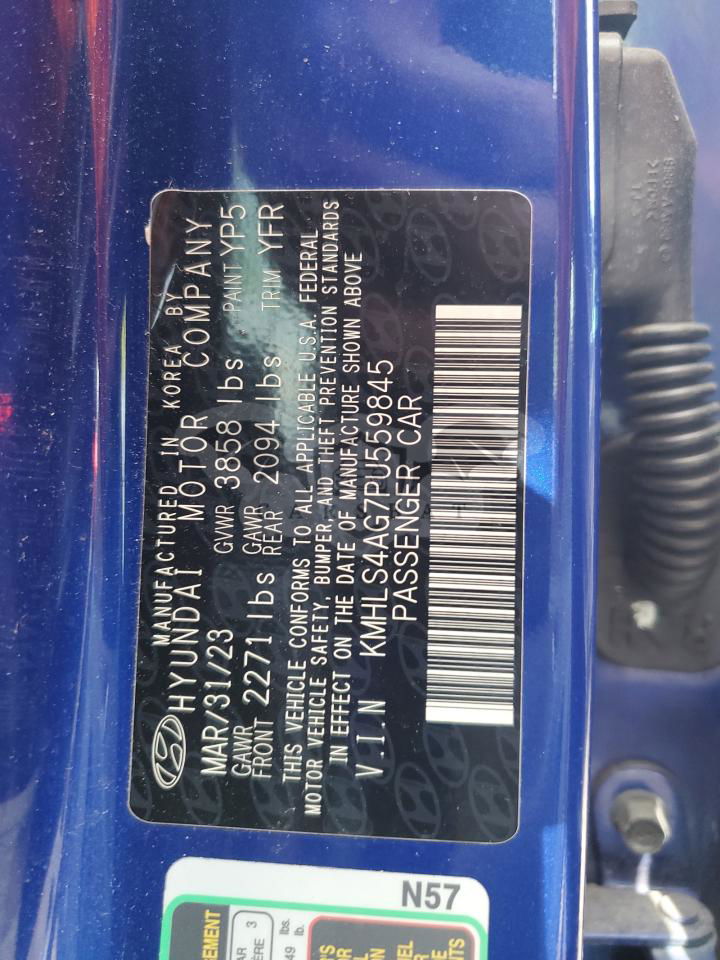 MANUFACTURED IN KOREA BY
HYUNDAI MOTOR COMPANY
MAR/31/23 GVWR 3858 lbs PAINT YP5
GAWR FRONT 2271 lbs GAWR REAR 2094 lbs TRIM YFR
THIS VEHICLE CONFORMS TO ALL APPLICABLE U.S.A. FEDERAL
MOTOR VEHICLE SAFETY, BUMPER, AND THEFT PREVENTION STANDARDS
IN EFFECT ON THE DATE OF MANUFACTURE SHOWN ABOVE
V.I.N KMHLS4AG7PU559845
PASSENGER CAR
N57